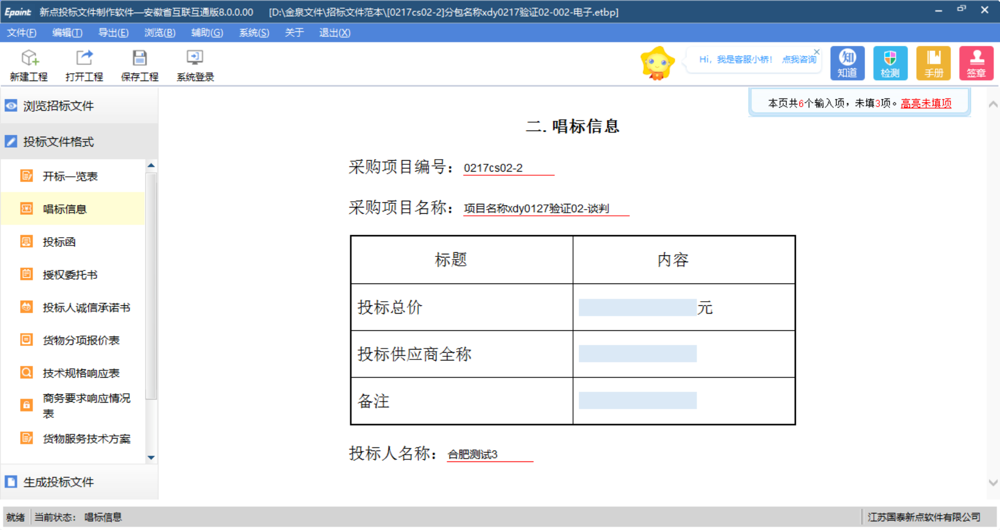 Epoint 新点投标文件制作软件—安徽省互联互通版8.0.0.00 [D:\金泉文件\招标文件范本\[0217cs02-2]分包名称xdy0217验证02-002-电子.etbp]
文件(F) 编辑(T) 导出(E) 浏览(B) 辅助(G) 系统(S) 关于 退出(X)
新建工程 打开工程 保存工程 系统登录
Hi，我是客服小桥！ 点我咨询
知
知道 检测 手册 签章
浏览招标文件
投标文件格式
开标一览表
唱标信息
投标函
授权委托书
投标人诚信承诺书
货物分项报价表
技术规格响应表
商务要求响应情况
表
货物服务技术方案
生成投标文件
本页共6个输入项，未填3项。高亮未填项
二. 唱标信息
采购项目编号：0217cs02-2
采购项目名称：项目名称xdy0127验证02-谈判
标题 内容
投标总价 元
投标供应商全称
备注
投标人名称：合肥测试3
就绪 当前状态： 唱标信息 江苏国泰新点软件有限公司